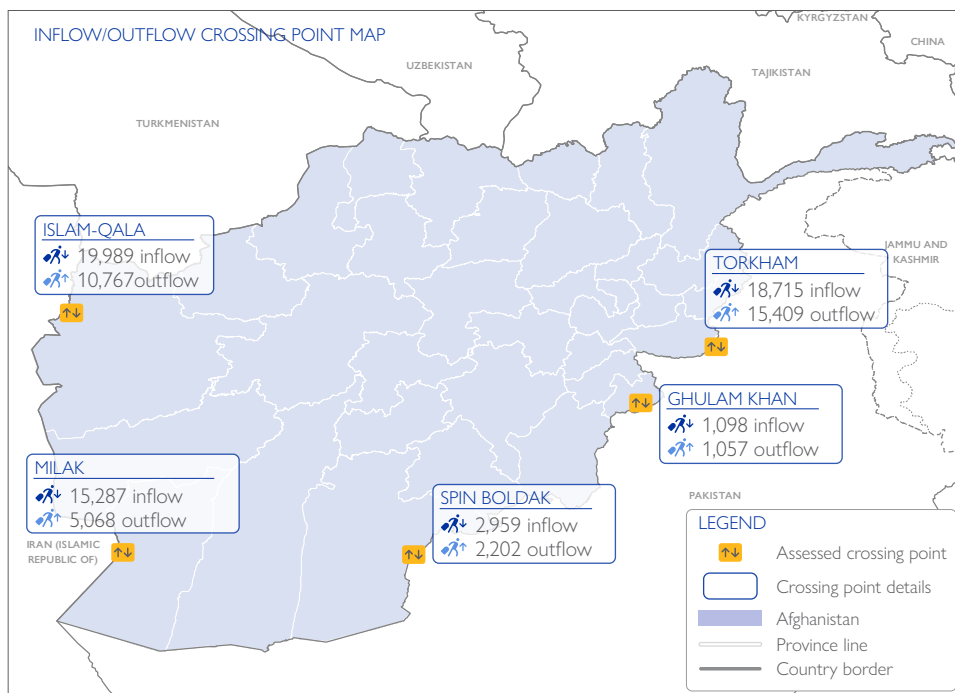 INFLOW/OUTFLOW CROSSING POINT MAP
KYRGYZSTAN
CHINA
UZBEKISTAN
TAJIKISTAN
TURKMENISTAN
ISLAM-QALA
19,989 inflow
10,767outflow
JAMMU AND
KASHMIR
TORKHAM
18,715 inflow
15,409 outflow
GHULAM KHAN
1,098 inflow
1,057 outflow
MILAK
15,287 inflow
5,068 outflow
SPIN BOLDAK
2,959 inflow
2,202 outflow
IRAN (ISLAMIC
REPUBLIC OF)
PAKISTAN
LEGEND
Assessed crossing point
Crossing point details
Afghanistan
Province line
Country border